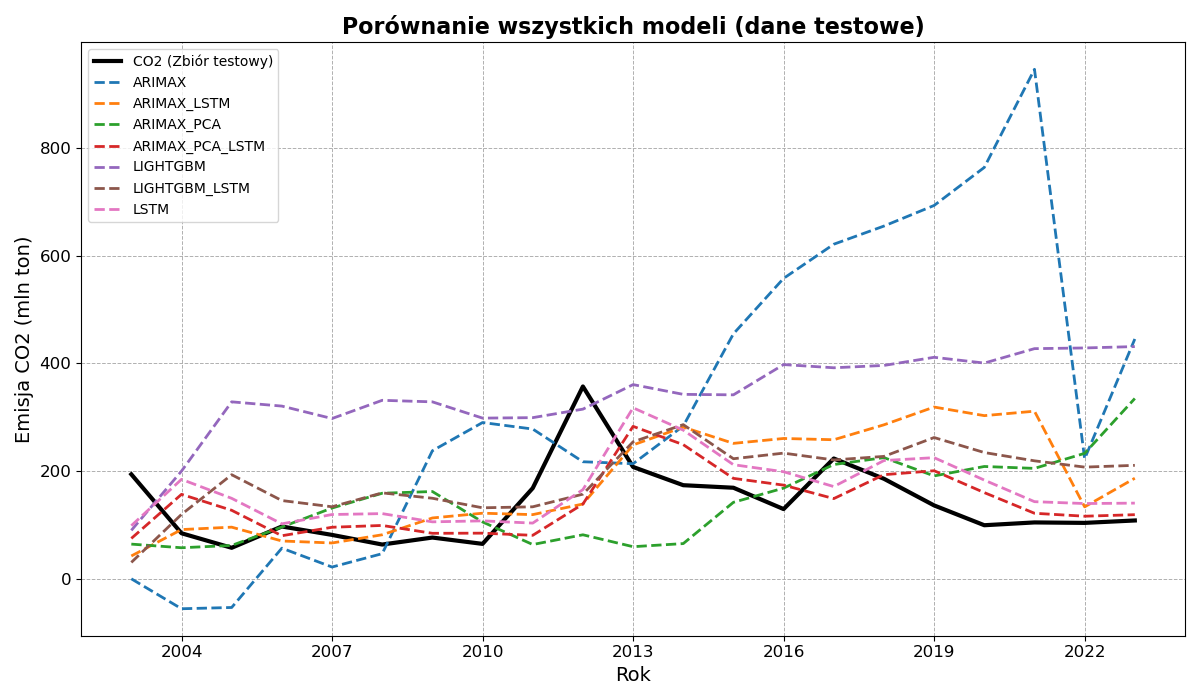 Porównanie wszystkich modeli (dane testowe)
CO2 (Zbiór testowy)
ARIMAX
ARIMAX_LSTM
ARIMAX_PCA
ARIMAX_PCA_LSTM
LIGHTGBM
LIGHTGBM_LSTM
LSTM
Emisja CO2 (mln ton)
800
600
400
200
0
2004 2007 2010 2013 2016 2019 2022
Rok